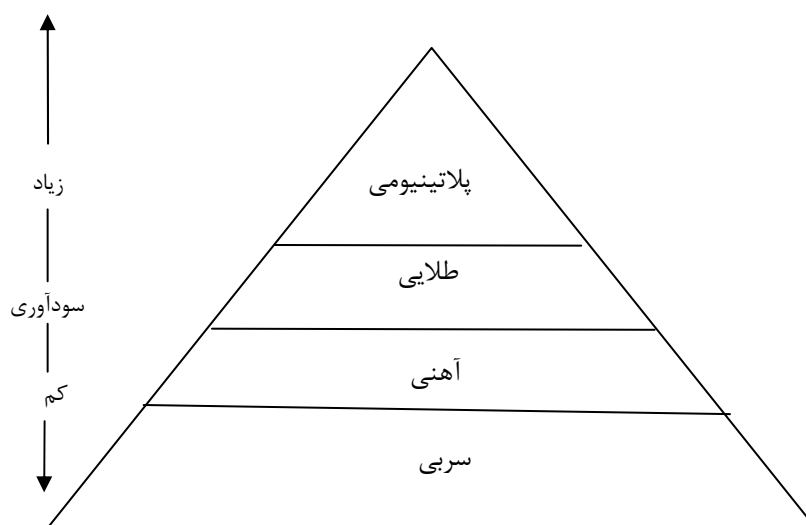 پلاتینیومی
زیاد
طلایی
سودآوری
آهنی
کم
سربی